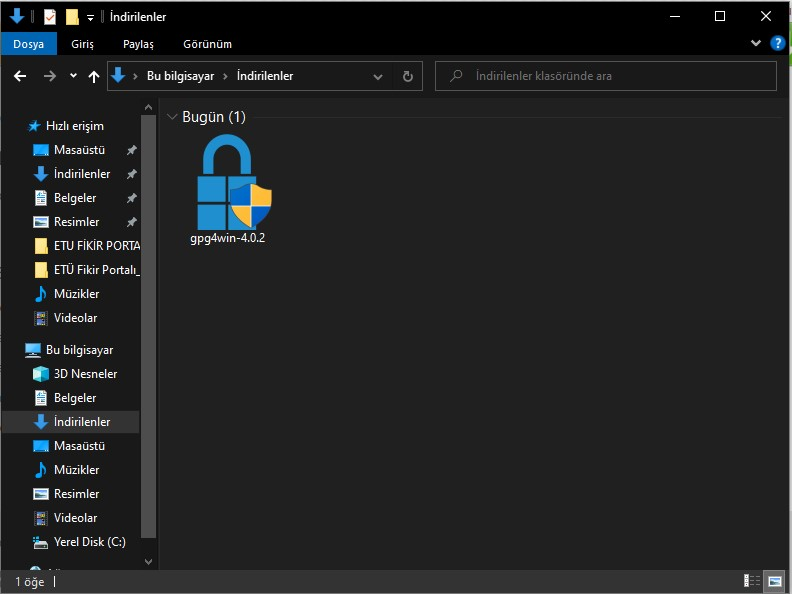 İndirilenler
Dosya Giriş Paylaş Görünüm
Bu bilgisayar İndirilenler İndirilenler klasöründe ara
Hızlı erişim
Masaüstü
İndirilenler
Belgeler
Resimler
ETU FİKİR PORTA
ETÜ Fikir Portalı_
Müzikler
Videolar
Bu bilgisayar
3D Nesneler
Belgeler
İndirilenler
Masaüstü
Müzikler
Resimler
Videolar
Yerel Disk (C:)
Bugün (1)
gpg4win-4.0.2
1 öğe